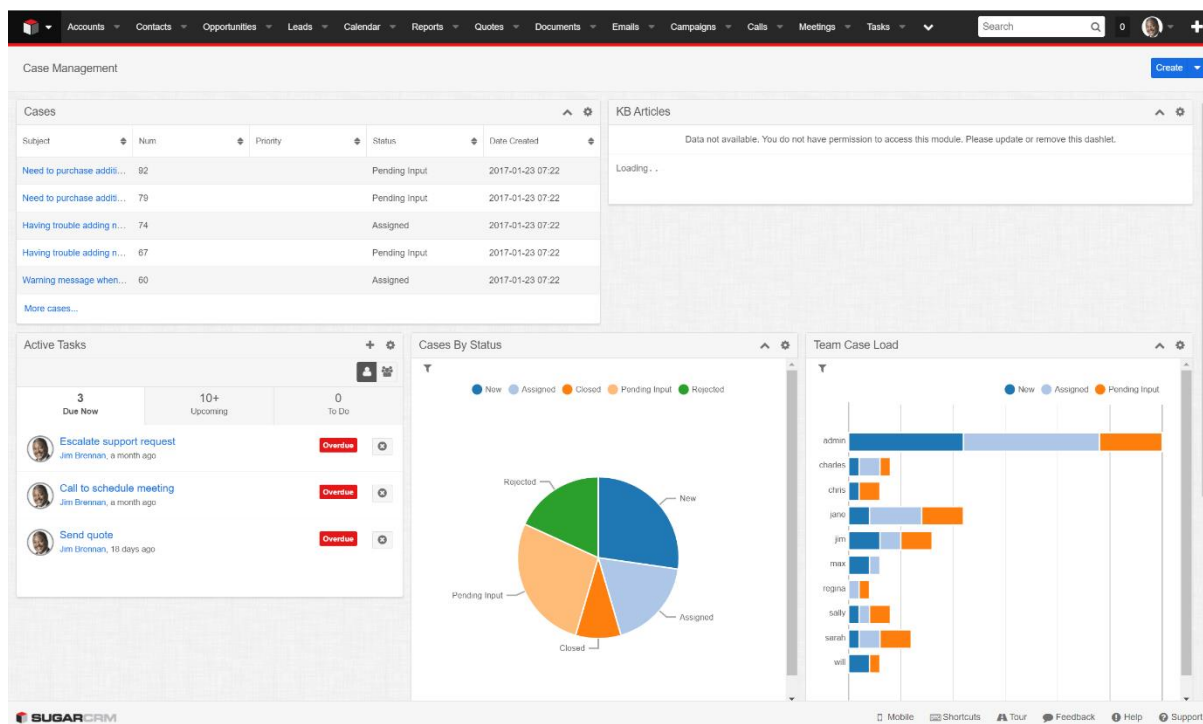 Accounts Contacts Opportunities Leads Calendar Reports Quotes Documents Emails Campaigns Calls Meetings Tasks Search 0
Case Management
Create
Cases
Subject Num Priority Status Date Created
Need to purchase additi... 92 Pending Input 2017-01-23 07:22
Need to purchase additi... 79 Pending Input 2017-01-23 07:22
Having trouble adding n... 74 Assigned 2017-01-23 07:22
Having trouble adding n... 67 Pending Input 2017-01-23 07:22
Warning message when... 60 Assigned 2017-01-23 07:22
More cases...
KB Articles
Data not available. You do not have permission to access this module. Please update or remove this dashlet.
Loading . .
Active Tasks
3 10+ 0
Due Now Upcoming To Do
Escalate support request
Jim Brennan, a month ago
Overdue
Call to schedule meeting
Jim Brennan, a month ago
Overdue
Send quote
Jim Brennan, 18 days ago
Overdue
Cases By Status
New Assigned Closed Pending Input Rejected
Rejected
New
Pending Input
Assigned
Closed
Team Case Load
New Assigned Pending Input
admin
charles
chris
jane
jim
max
regina
sally
sarah
will
SUGARCRM
Mobile Shortcuts Tour Feedback Help Support